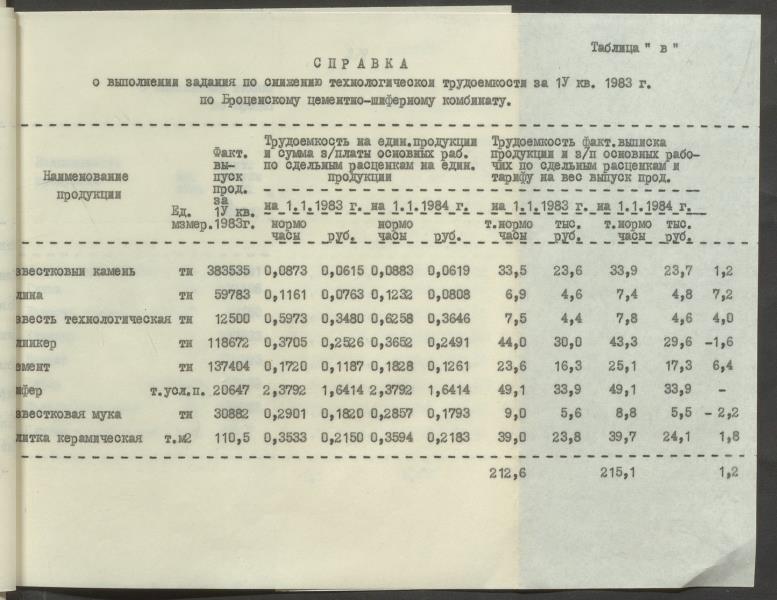 Таблица " в "
СПРАВКА
о выполнении задания по снижению технологической трудоемкости за 1У кв. 1983 г.
по Броценскому цементно-шиферному комбинату.
Наименование продукции
Ед. измер.
Факт. вы-пуск прод. за 1У кв. 1983г.
Трудоемкость на един.продукции и сумма з/платы основных раб. по сдельным расценкам на един. продукции
Трудоемкость факт.выписка продукции и з/п основных рабо-чих по сдельным расценкам и тарифу на вес выпуск прод.
на 1.1.1983 г. на 1.1.1984 г. на 1.1.1983 г. на 1.1.1984 г.
нормо часы руб. нормо часы руб. т.нормо часы тыс. руб. т.нормо часы тыс. руб.
звестковый камень тн 383535 0,0873 0,0615 0,0883 0,0619 33,5 23,6 33,9 23,7 1,2
лина тн 59783 0,1161 0,0763 0,1232 0,0808 6,9 4,6 7,4 4,8 7,2
звесть технологическая тн 12500 0,5973 0,3480 0,6258 0,3646 7,5 4,4 7,8 4,6 4,0
линкер тн 118672 0,3705 0,2526 0,3652 0,2491 44,0 30,0 43,3 29,6 -1,6
емент тн 137404 0,1720 0,1187 0,1828 0,1261 23,6 16,3 25,1 17,3 6,4
ифер т.усл.п. 20647 2,3792 1,6414 2,3792 1,6414 49,1 33,9 49,1 33,9 -
звестковая мука тн 30882 0,2901 0,1820 0,2857 0,1793 9,0 5,6 8,8 5,5 - 2,2
литка керамическая т.м2 110,5 0,3533 0,2150 0,3594 0,2183 39,0 23,8 39,7 24,1 1,8
212,6 215,1 1,2